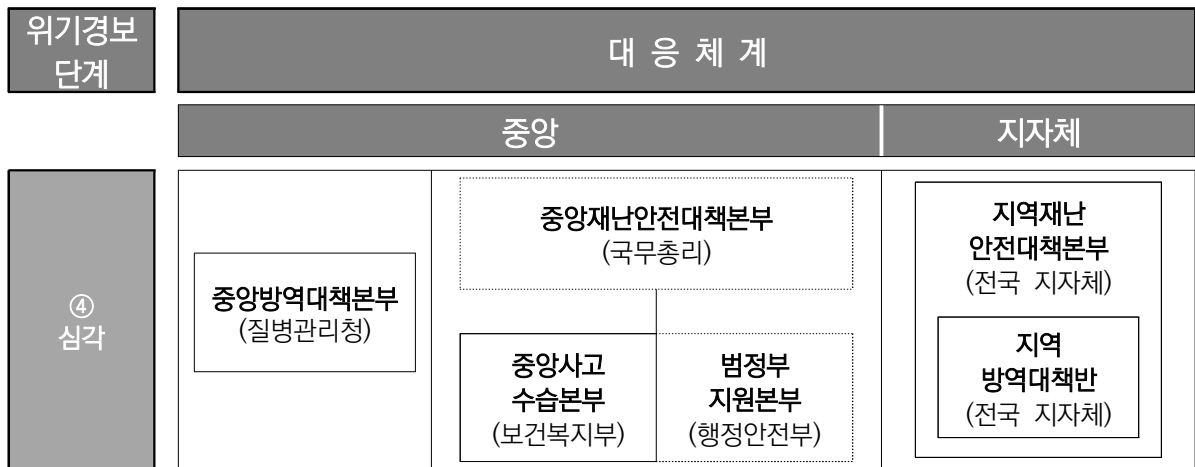 위기경보
단계
대 응 체 계
중앙
지자체
④
심각
중앙방역대책본부
(질병관리청)
중앙재난안전대책본부
(국무총리)
중앙사고
수습본부
(보건복지부)
범정부
지원본부
(행정안전부)
지역재난
안전대책본부
(전국 지자체)
지역
방역대책반
(전국 지자체)